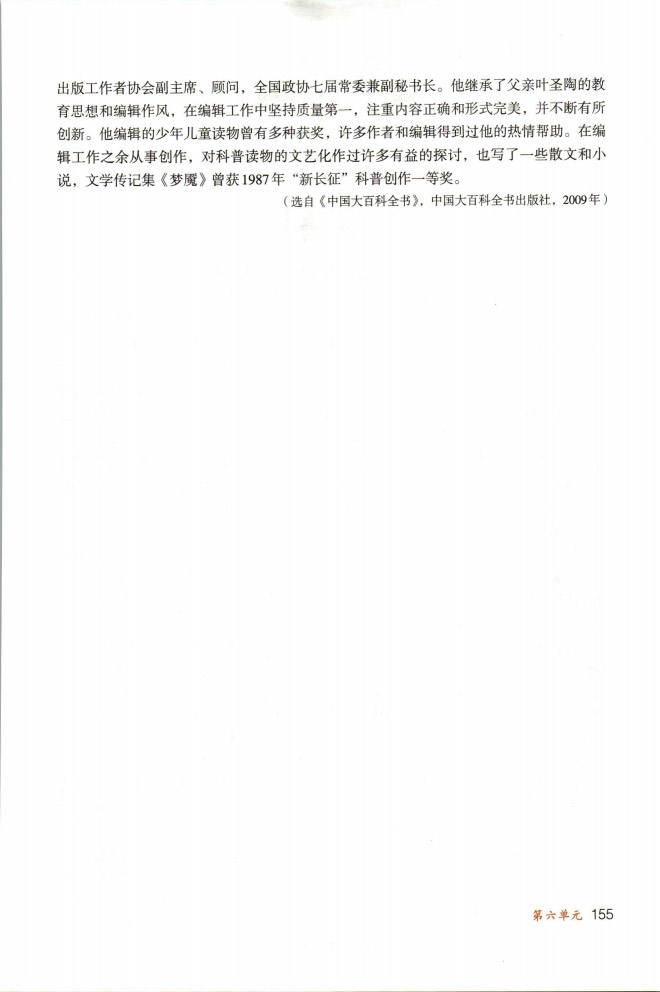 出版工作者协会副主席、顾问，全国政协七届常委兼副秘书长。他继承了父亲叶圣陶的教
育思想和编辑作风，在编辑工作中坚持质量第一，注重内容正确和形式完美，并不断有所
创新。他编辑的少年儿童读物曾有多种获奖，许多作者和编辑得到过他的热情帮助。在编
辑工作之余从事创作，对科普读物的文艺化作过许多有益的探讨，也写了一些散文和小
说，文学传记集《梦魇》曾获1987年“新长征”科普创作一等奖。
（选自《中国大百科全书》，中国大百科全书出版社，2009年）
第六单元 155